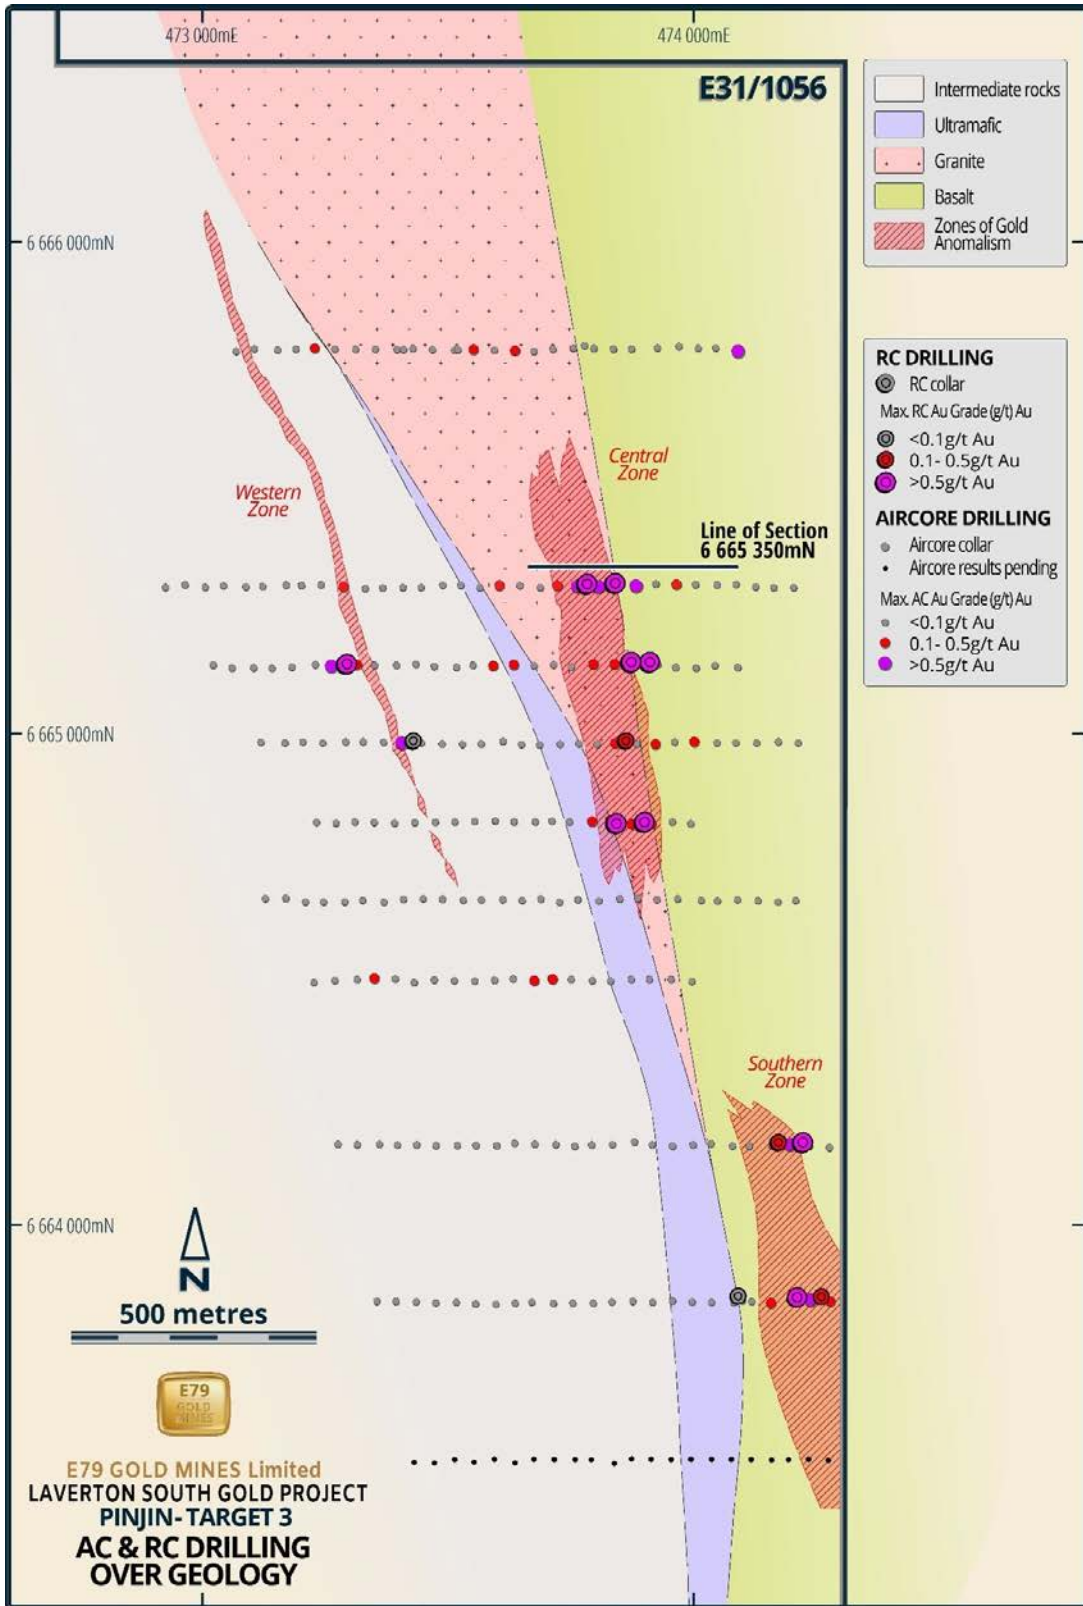 473 000mE
474 000mE
E31/1056
Intermediate rocks
Ultramafic
Granite
Basalt
Zones of Gold
Anomalism
6 666 000mN
RC DRILLING
RC collar
Max. RC Au Grade (g/t) Au
<0.1g/t Au
0.1- 0.5g/t Au
>0.5g/t Au
AIRCORE DRILLING
Aircore collar
Aircore results pending
Max. AC Au Grade (g/t) Au
<0.1g/t Au
0.1- 0.5g/t Au
>0.5g/t Au
Central
Zone
Western
Zone
Line of Section
6 665 350mN
6 665 000mN
Southern
Zone
6 664 000mN
N
500 metres
E79
GOLD
MINES
E79 GOLD MINES Limited
LAVERTON SOUTH GOLD PROJECT
PINJIN- TARGET 3
AC & RC DRILLING
OVER GEOLOGY